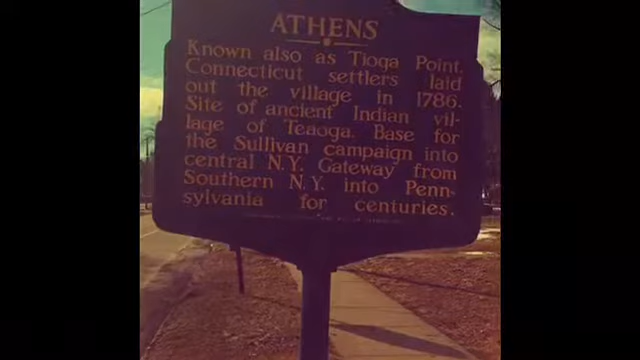 ATHENS
Known also as Tioga Point.
Connecticut settlers laid
out the village in 1786.
Site of ancient Indian vil-
lage of Teaoga. Base for
the Sullivan campaign into
central N.Y. Gateway from
Southern N.Y. into Penn-
sylvania for centuries.